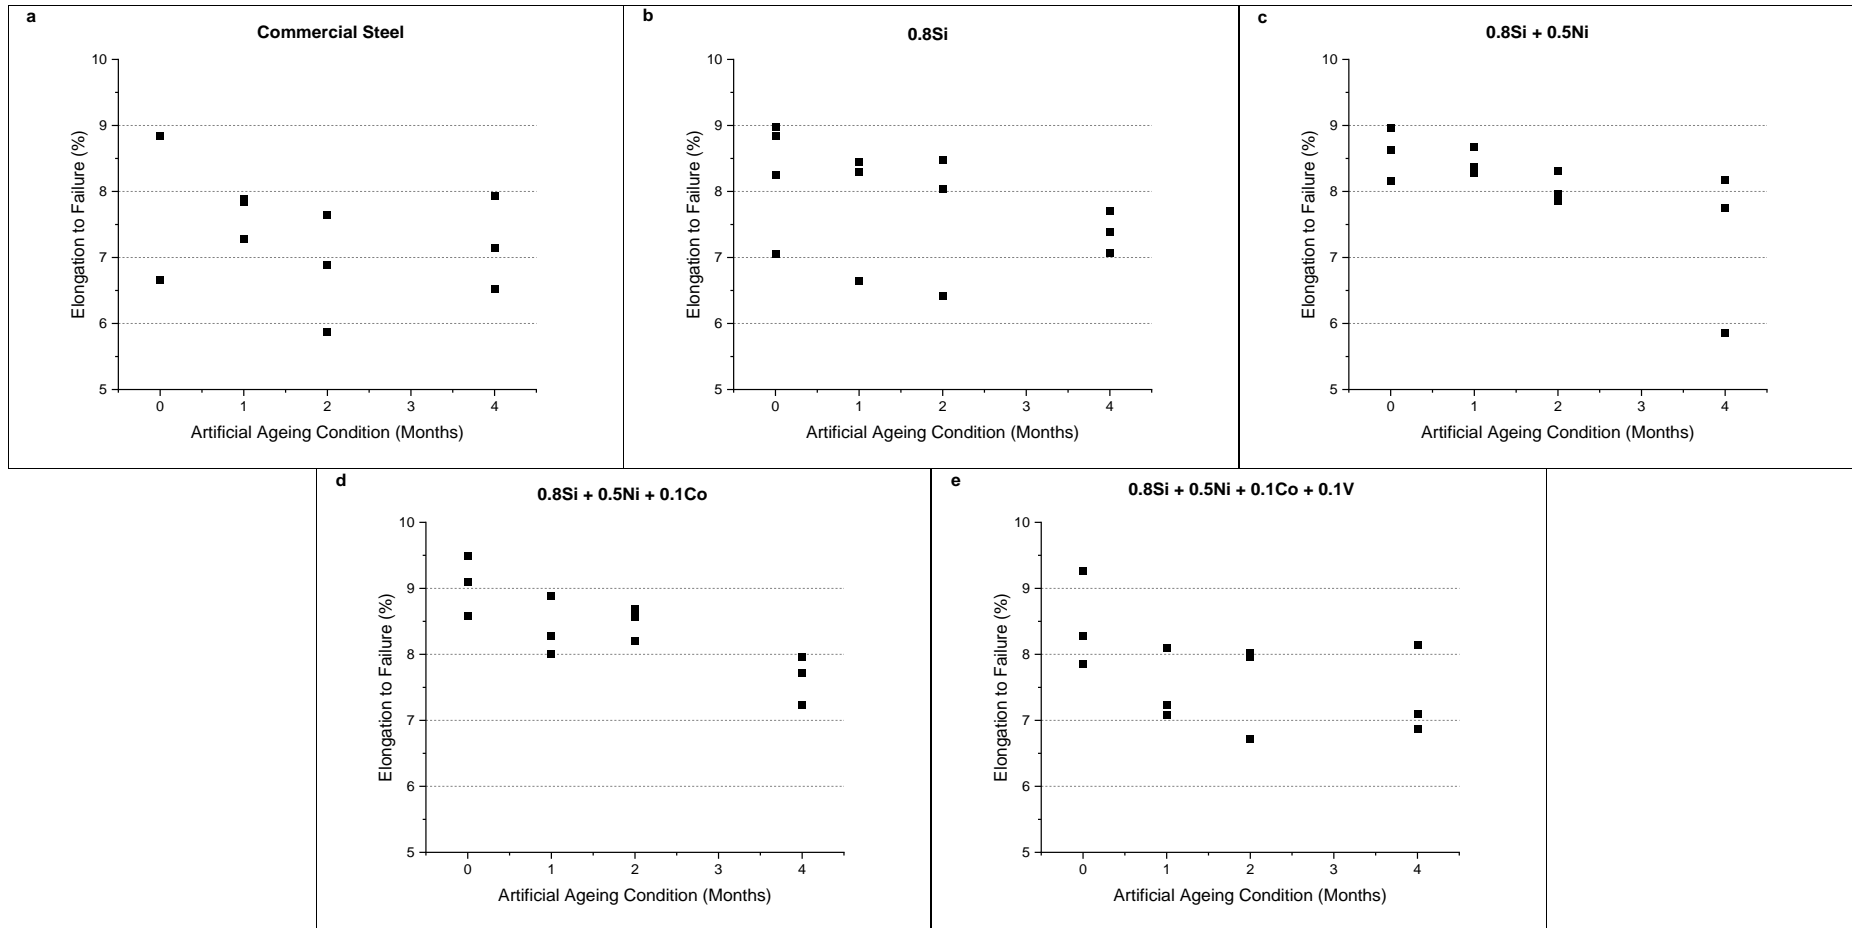 a
Commercial Steel
10
9
8
7
6
5
Elongation to Failure (%)
0 1 2 3 4
Artificial Ageing Condition (Months)
b
0.8Si
10
9
8
7
6
5
Elongation to Failure (%)
0 1 2 3 4
Artificial Ageing Condition (Months)
c
0.8Si + 0.5Ni
10
9
8
7
6
5
Elongation to Failure (%)
0 1 2 3 4
Artificial Ageing Condition (Months)
d
0.8Si + 0.5Ni + 0.1Co
10
9
8
7
6
5
Elongation to Failure (%)
0 1 2 3 4
Artificial Ageing Condition (Months)
e
0.8Si + 0.5Ni + 0.1Co + 0.1V
10
9
8
7
6
5
Elongation to Failure (%)
0 1 2 3 4
Artificial Ageing Condition (Months)